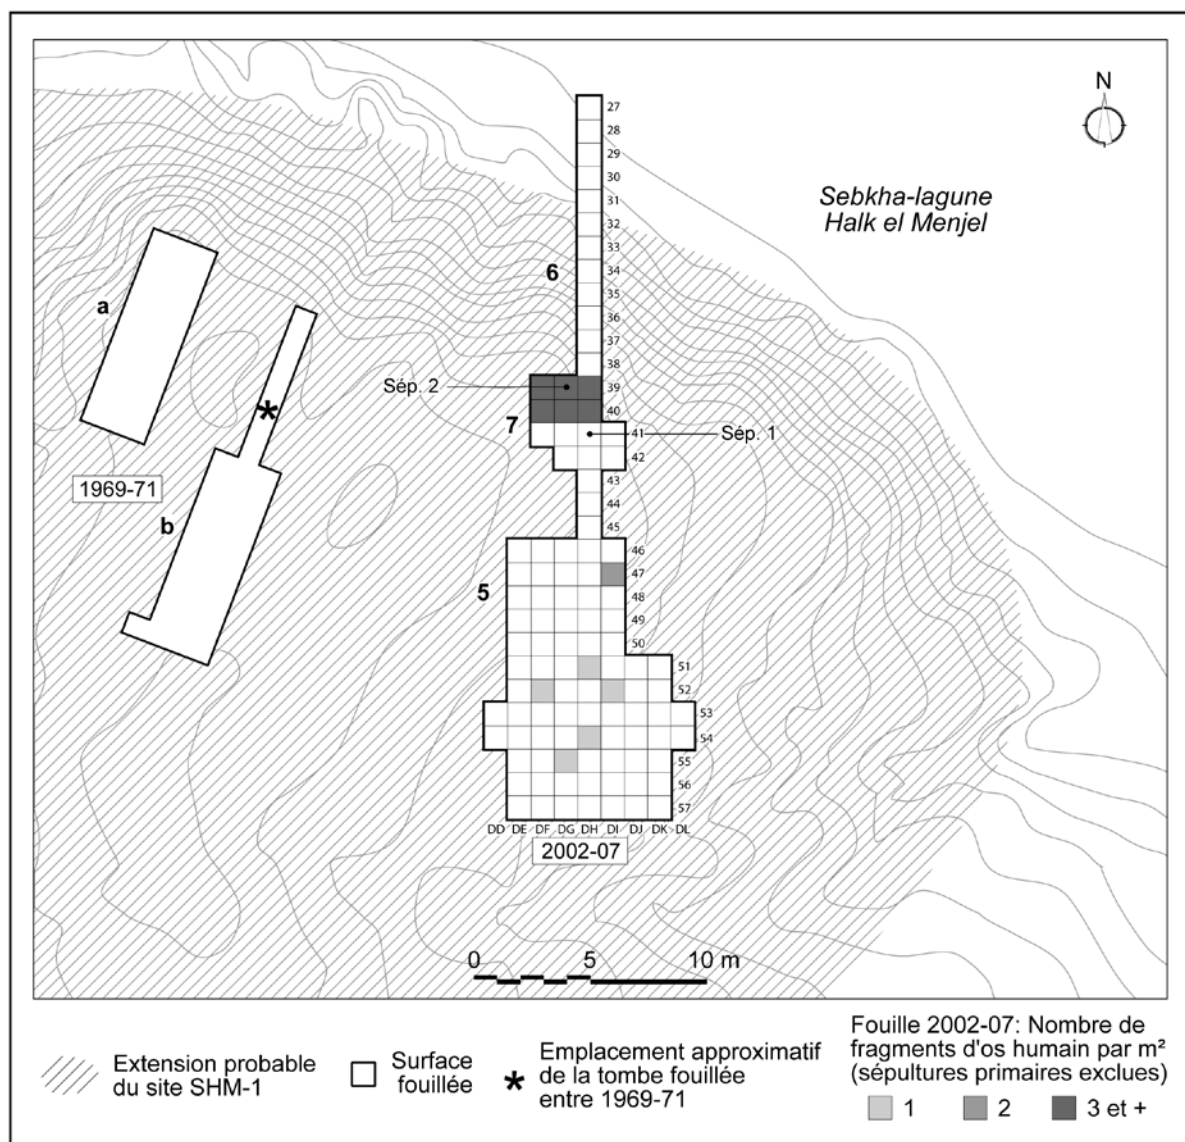 N
Sebkha-lagune
Halk el Menjel
27
28
29
30
31
32
33
34
35
36
37
38
39
40
41
42
43
44
45
46
47
48
49
50
51
52
53
54
55
56
57
6
a
Sép. 2
7
Sép. 1
1969-71
b
5
DD DE DF DG DH DI DJ DK DL
2002-07
0 5 10 m
Extension probable
du site SHM-1
Surface
fouillée
Emplacement approximatif
de la tombe fouillée
entre 1969-71
Fouille 2002-07: Nombre de
fragments d'os humain par m²
(sépultures primaires exclues)
1 2 3 et +